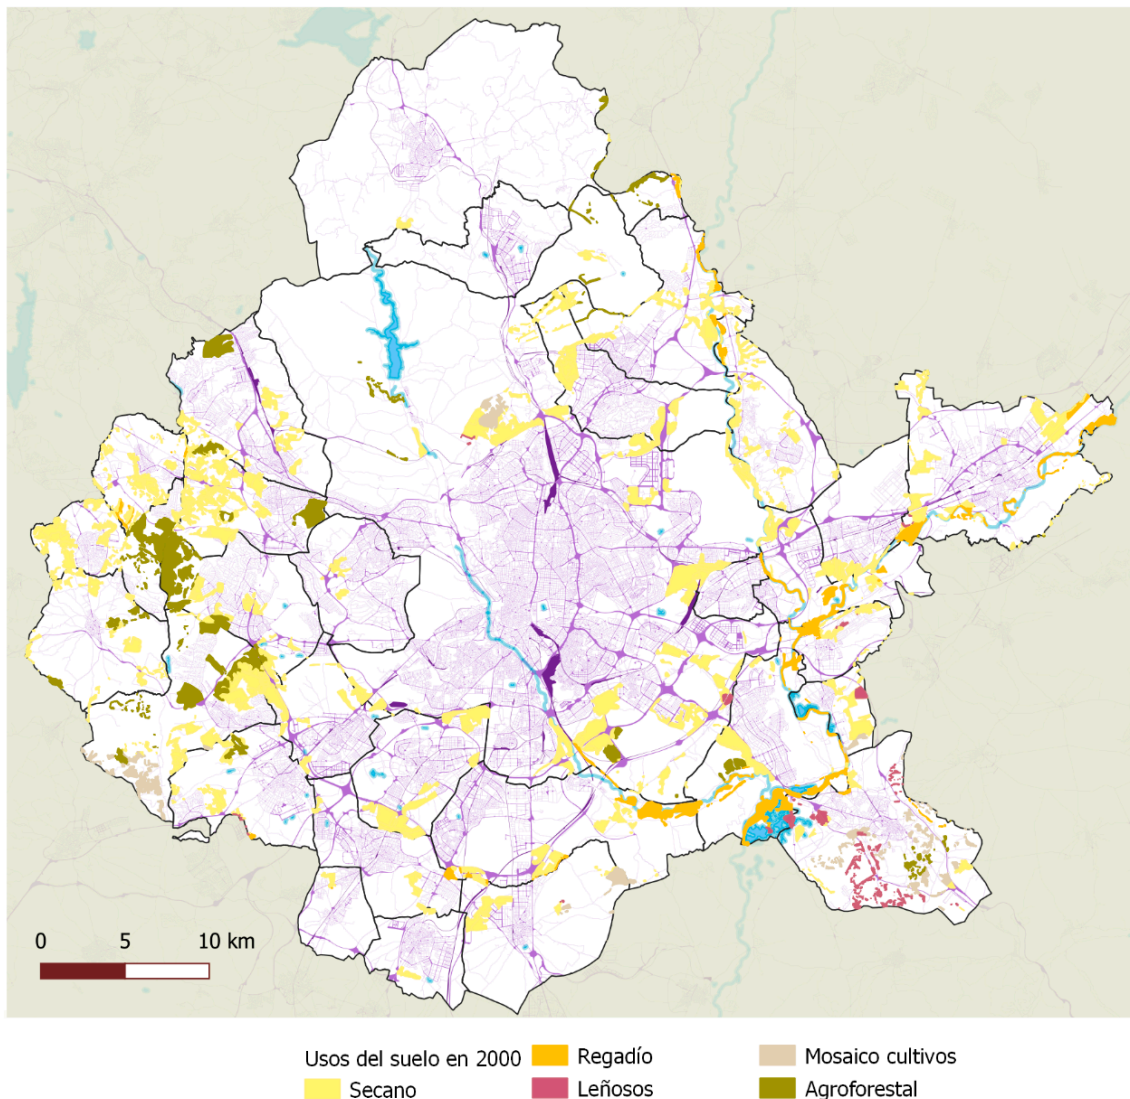 0 5 10 km
Usos del suelo en 2000 Regadío Mosaico cultivos
Secano Leñosos Agroforestal